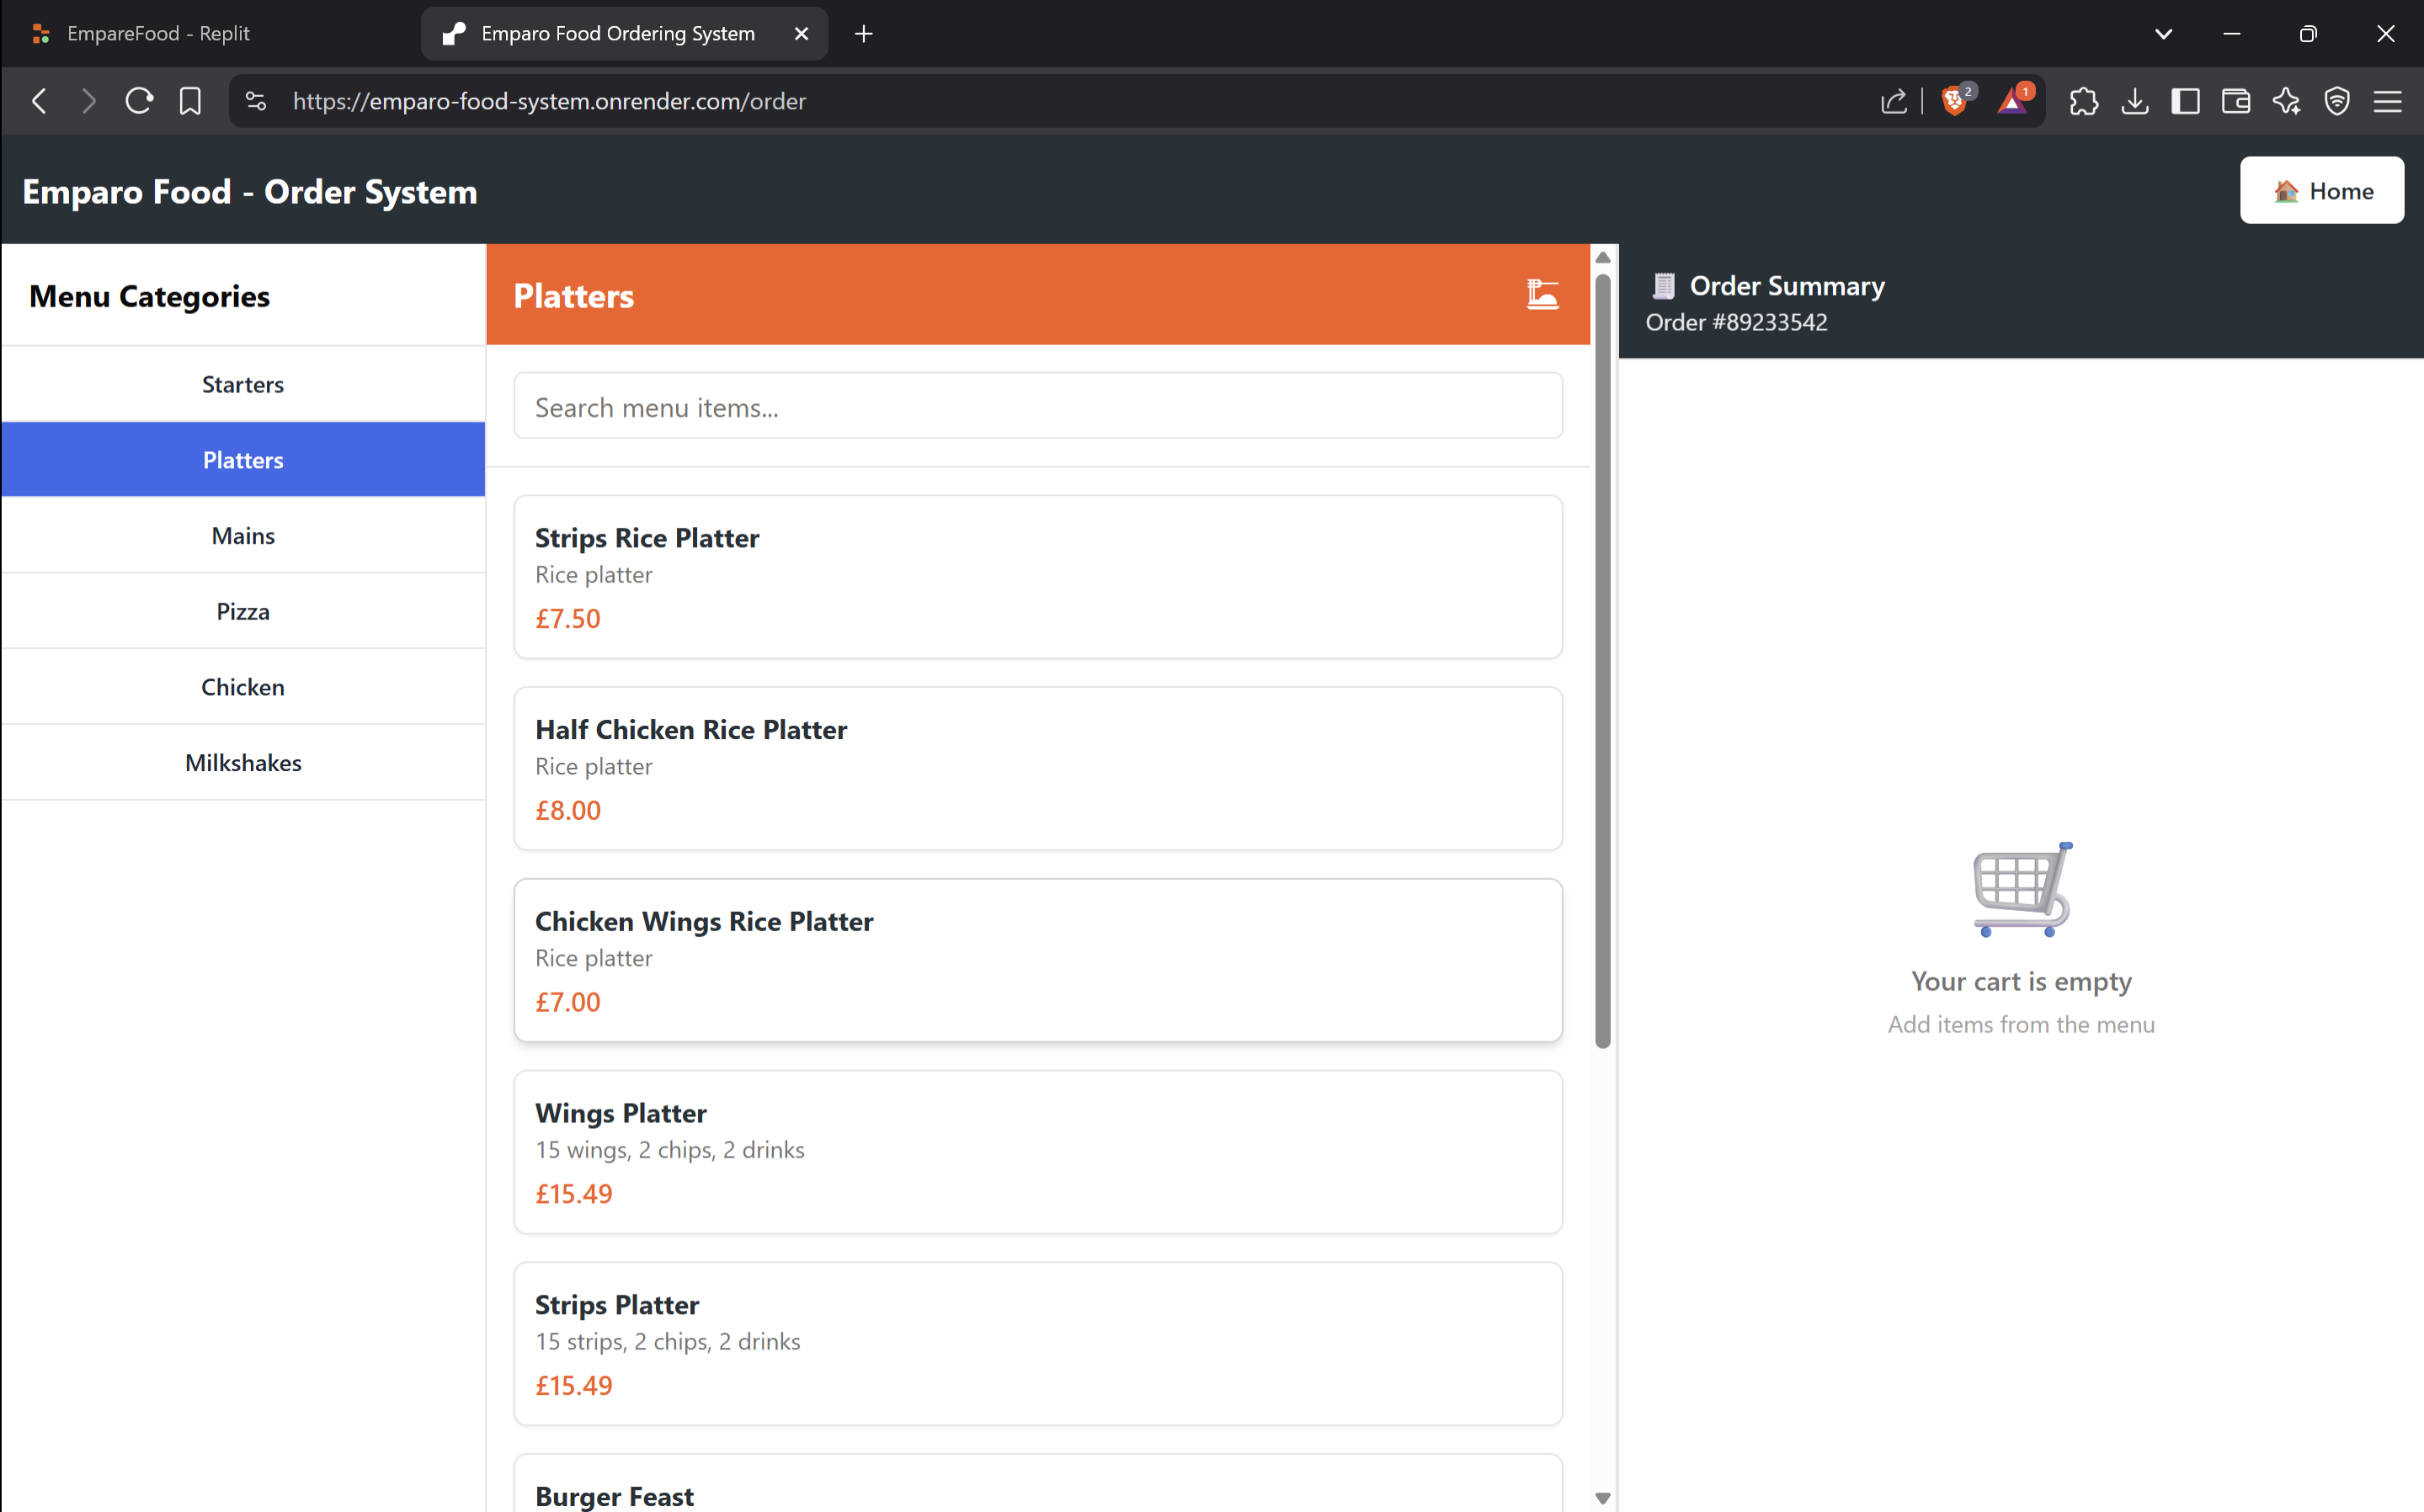 EmpareFood - Replit
Emparo Food Ordering System
https://emparo-food-system.onrender.com/order
2
1
Emparo Food - Order System
Home
Menu Categories
Starters
Platters
Mains
Pizza
Chicken
Milkshakes
Platters
Search menu items...
Strips Rice Platter
Rice platter
£7.50
Half Chicken Rice Platter
Rice platter
£8.00
Chicken Wings Rice Platter
Rice platter
£7.00
Wings Platter
15 wings, 2 chips, 2 drinks
£15.49
Strips Platter
15 strips, 2 chips, 2 drinks
£15.49
Burger Feast
Order Summary
Order #89233542
Your cart is empty
Add items from the menu